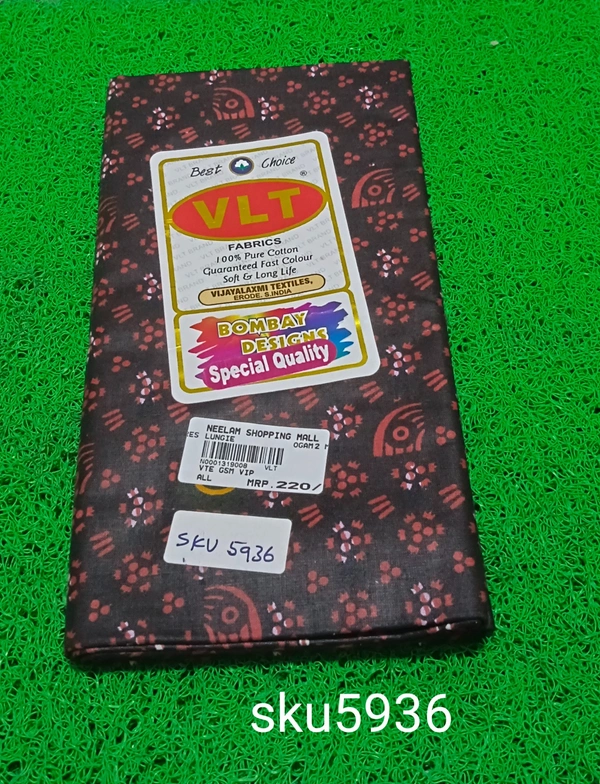 Best Choice
VLT
®
FABRICS
100% Pure Cotton
Guaranteed Fast Colour
Soft & Long Life
VIJAYALAXMI TEXTILES,
ERODE. S.INDIA
BOMBAY
DESIGNS
Special Quality
NEELAM SHOPPING MALL
LUNGIE
N0001319008 VLT
VTE GSM VIP
ALL MRP.220/
SKU 5936
sku5936